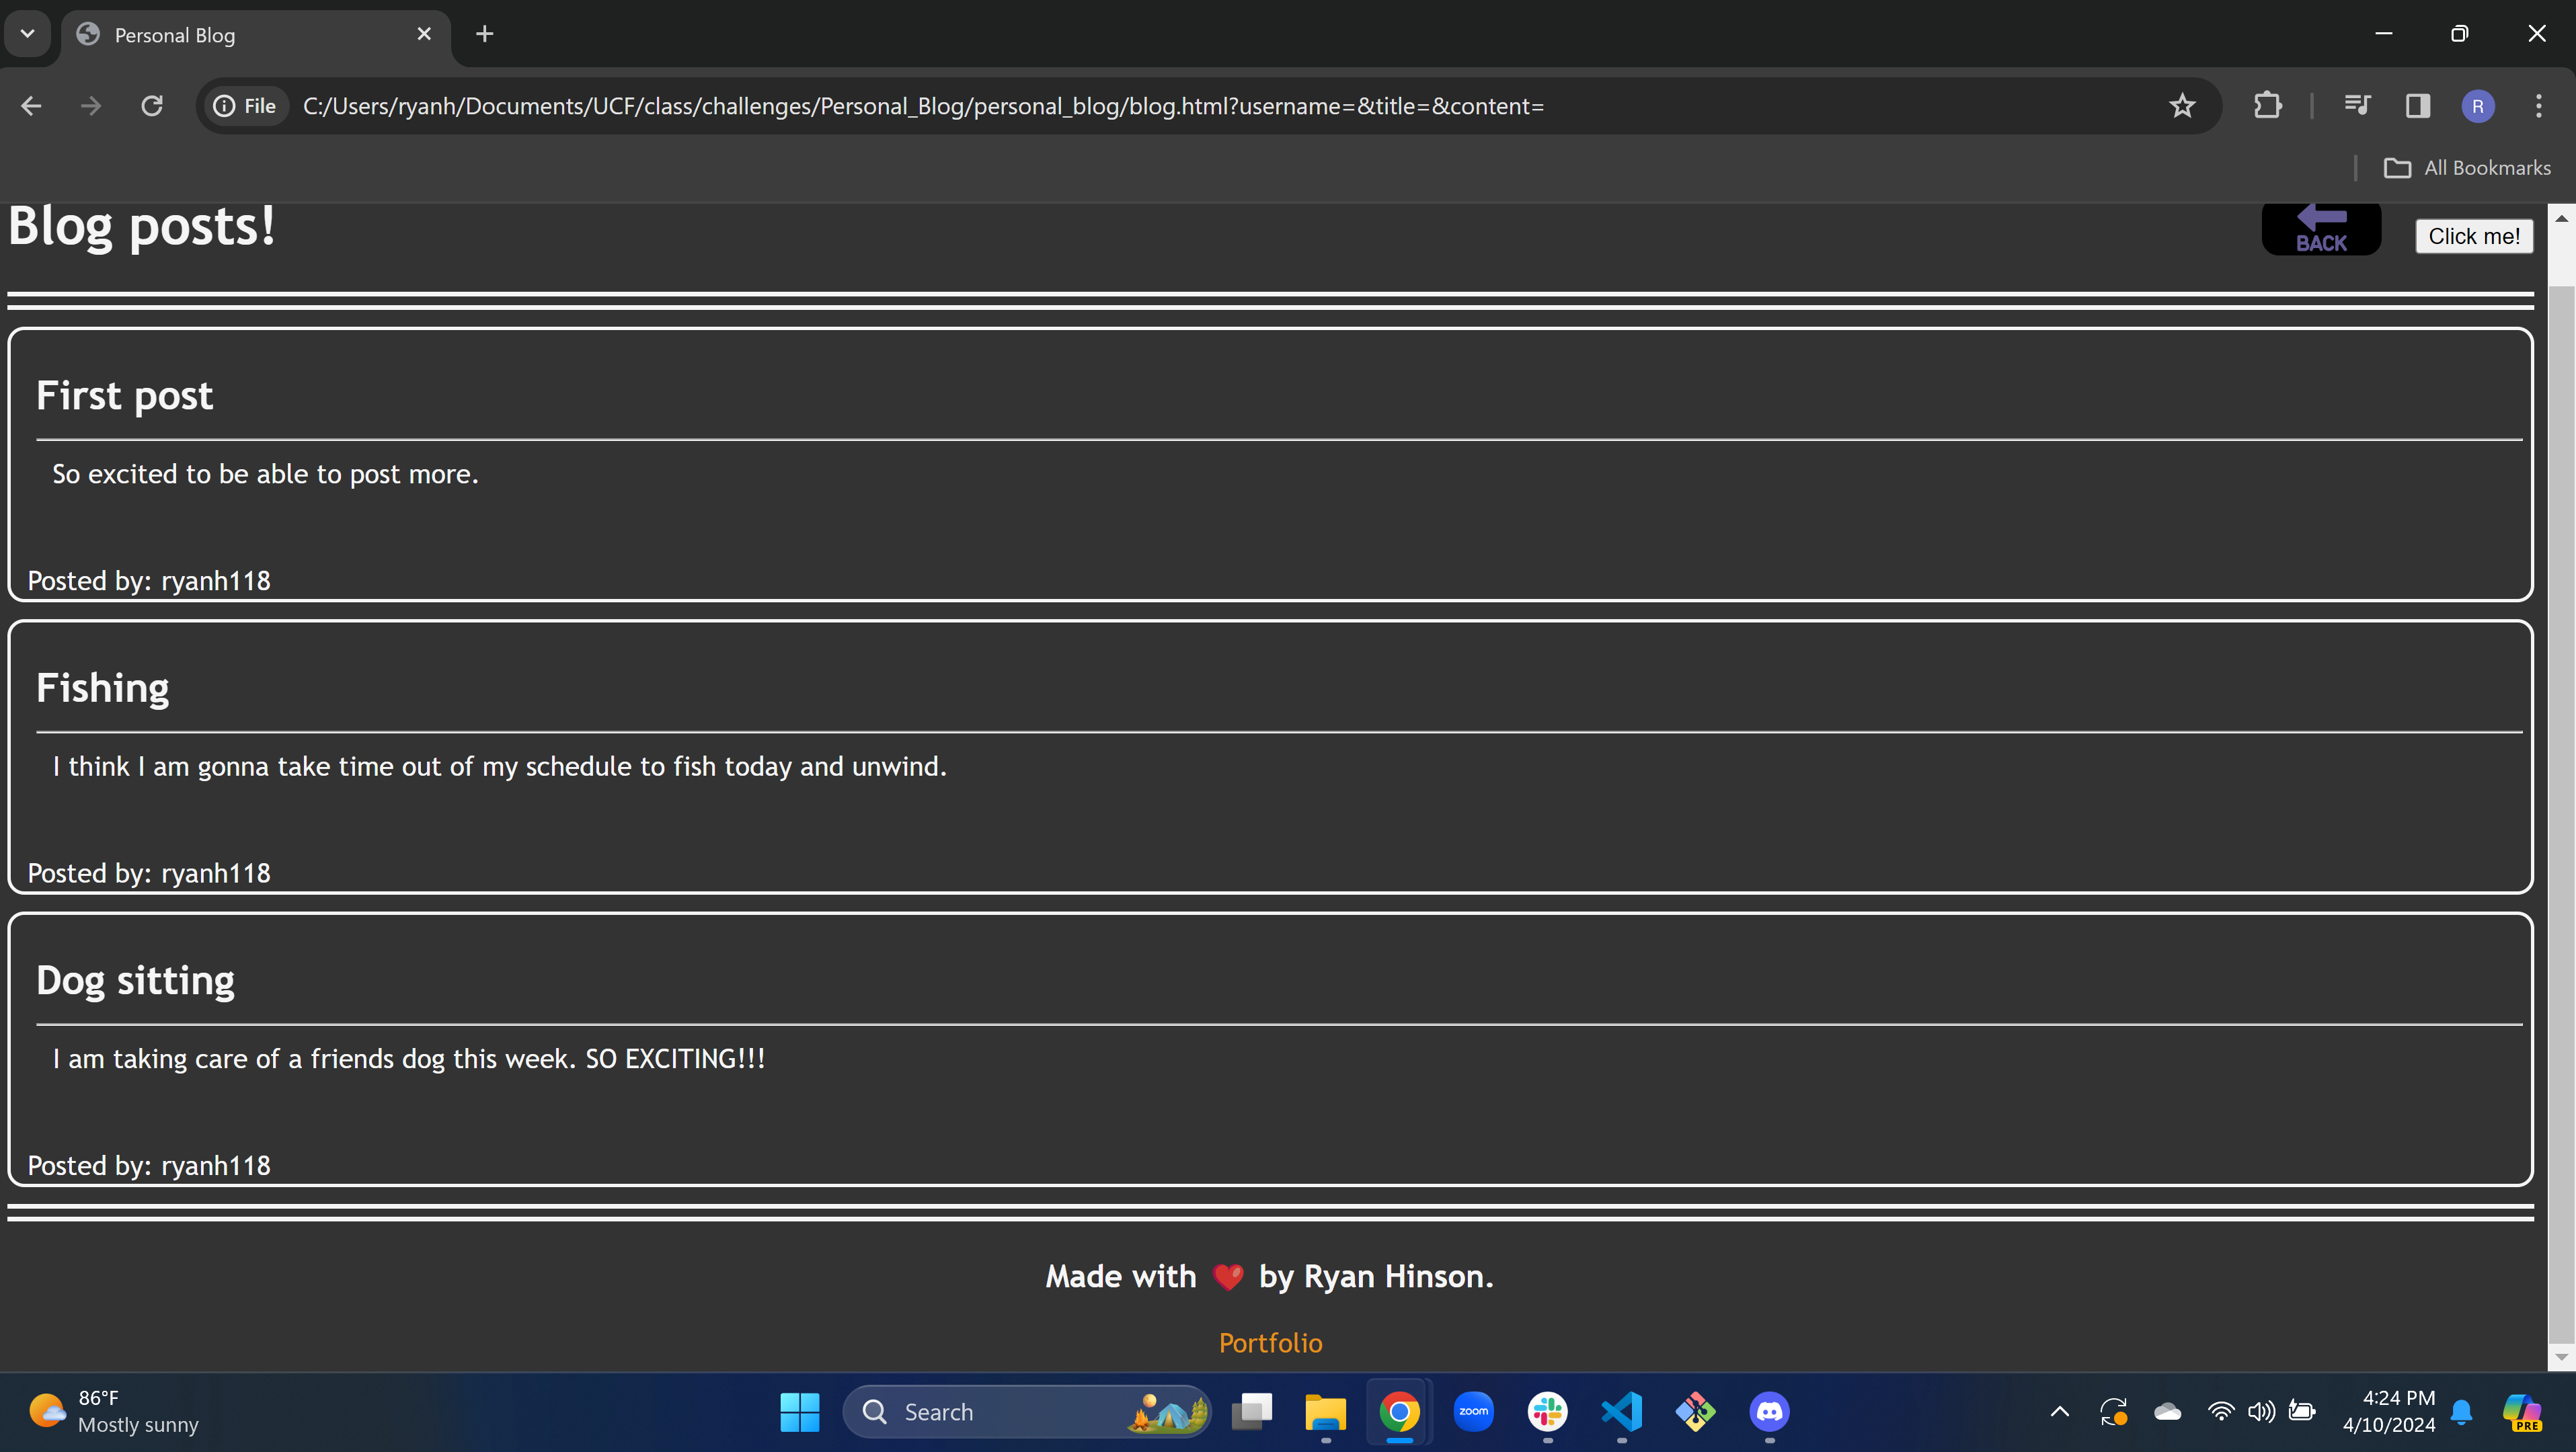 Personal Blog
File C:/Users/ryanh/Documents/UCF/class/challenges/Personal_Blog/personal_blog/blog.html?username=&title=&content= R
All Bookmarks
Blog posts! BACK Click me!
First post
So excited to be able to post more.
Posted by: ryanh118
Fishing
I think I am gonna take time out of my schedule to fish today and unwind.
Posted by: ryanh118
Dog sitting
I am taking care of a friends dog this week. SO EXCITING!!!
Posted by: ryanh118
Made with ❤️ by Ryan Hinson.
Portfolio
86°F
Mostly sunny
Search
zoom
4:24 PM
4/10/2024
PRE